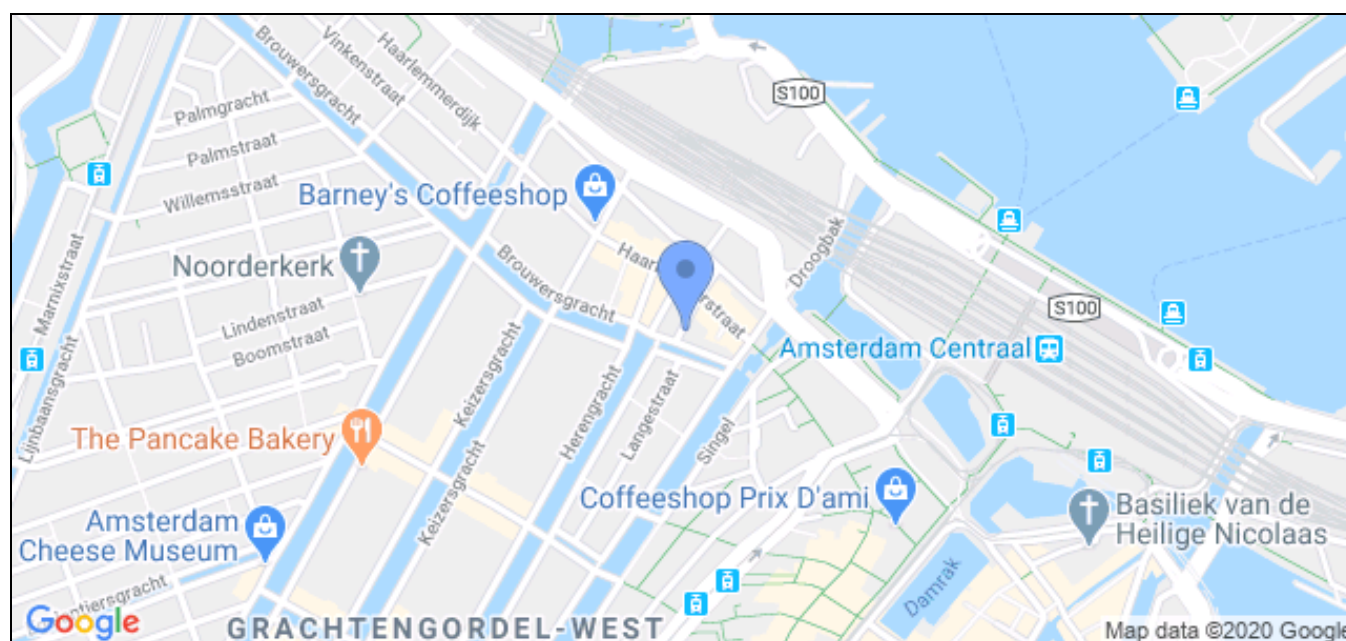 Brouwersgracht
Vinkenstraat
Haarlemmerdijk
S100
Palmgracht
Palmstraat
Willemsstraat
Barney's Coffeeshop
Marnixstraat
Noorderkerk
Brouwersgracht
Droogbak
Lindenstraat
Boomstraat
S100
Amsterdam Centraal
Lijnbaansgracht
Keizersgracht
Herengracht
Langestraat
Singel
The Pancake Bakery
Keizersgracht
Coffeeshop Prix D'ami
Basiliek van de
Heilige Nicolaas
Amsterdam
Cheese Museum
Damrak
Google
GRACHTENGORDEL-WEST
Map data ©2020 Google